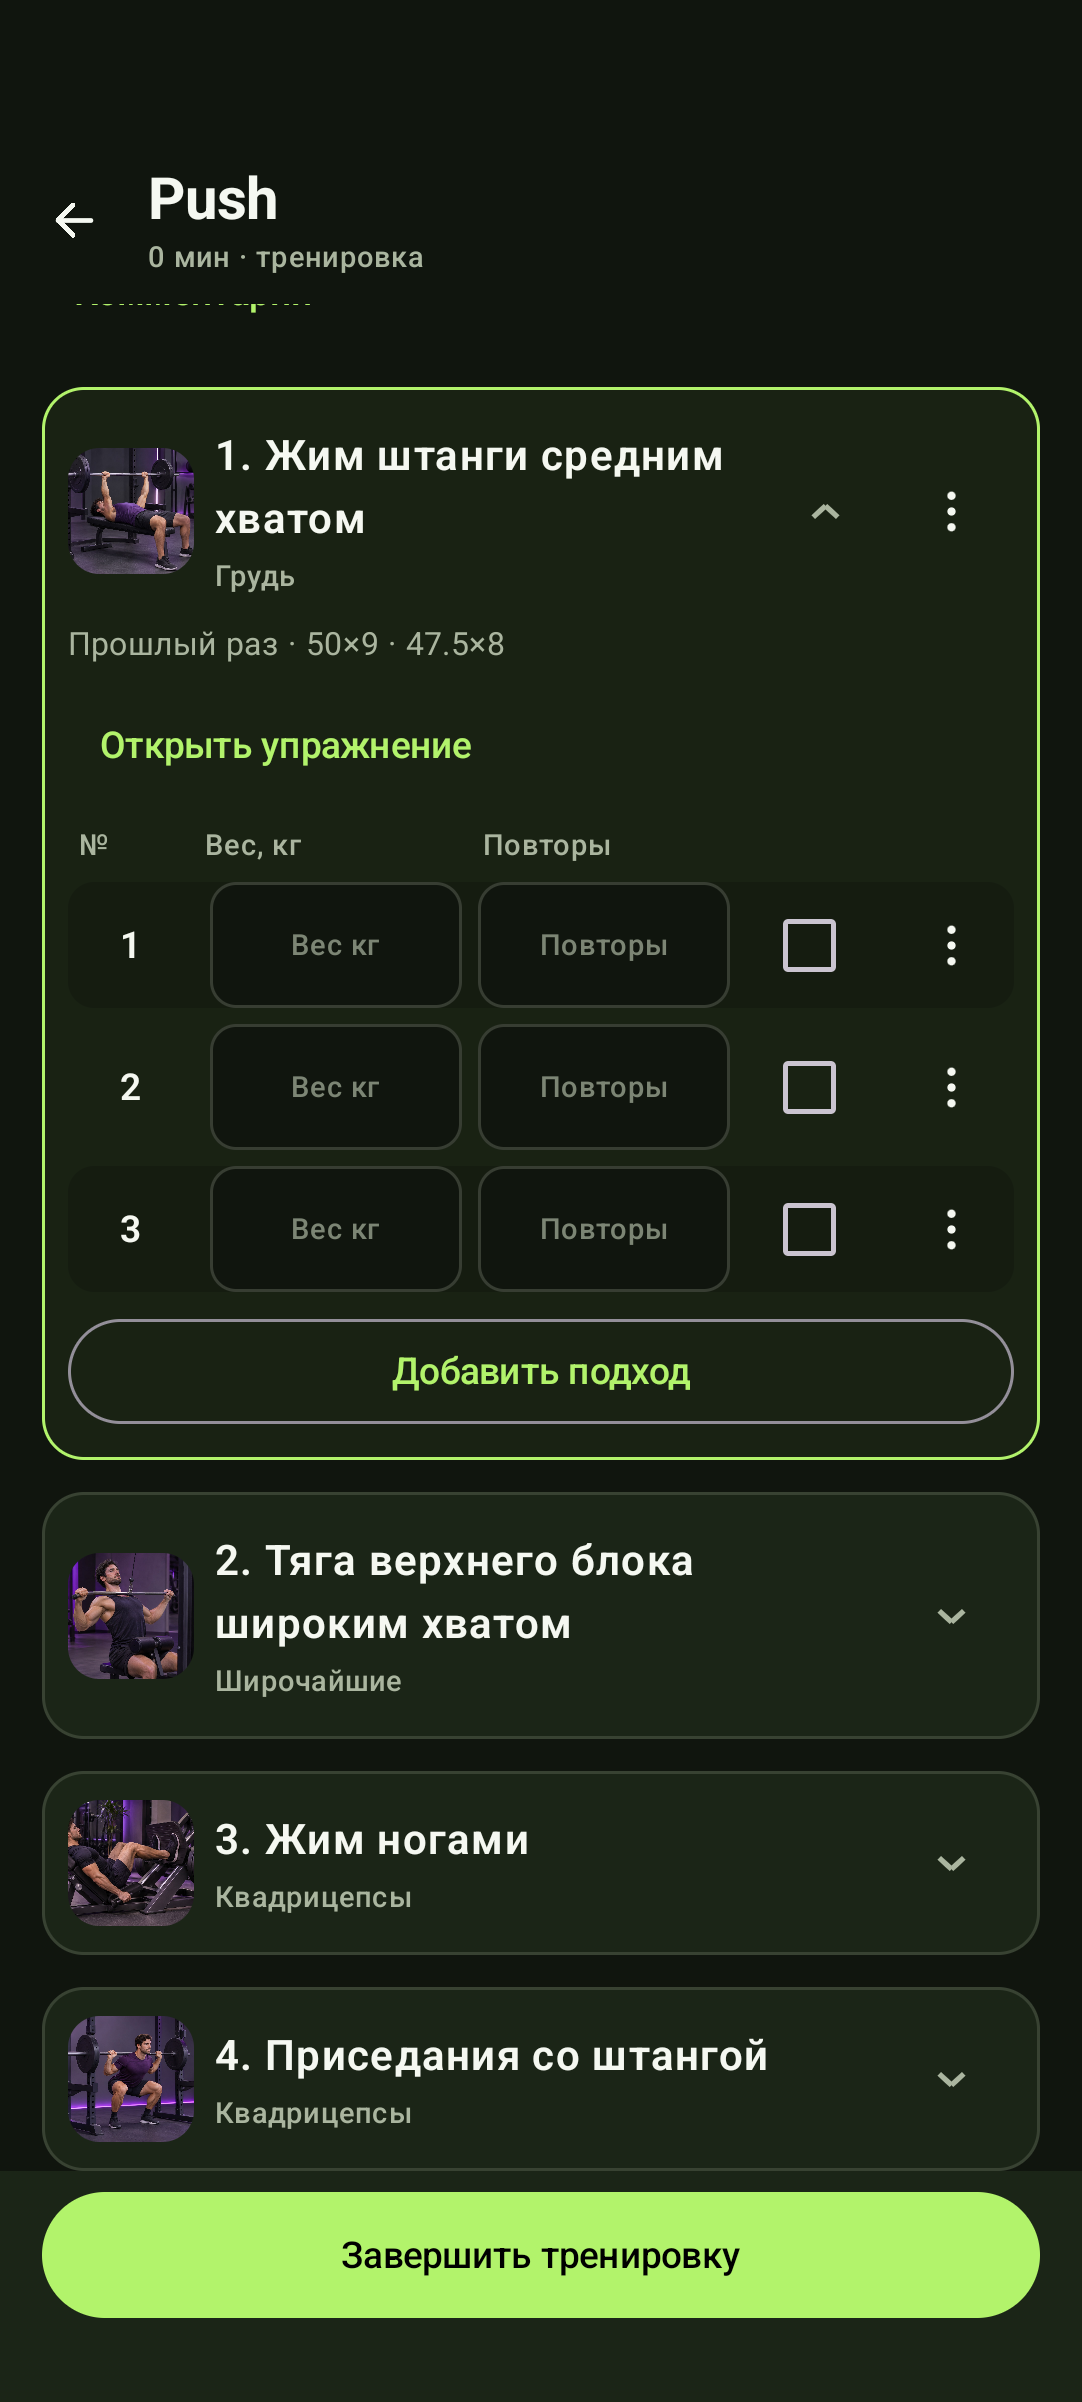 Push
0 мин · тренировка
1. Жим штанги средним
хватом
Грудь
Прошлый раз · 50×9 · 47.5×8
Открыть упражнение
№ Вес, кг Повторы
1 Вес кг Повторы
2 Вес кг Повторы
3 Вес кг Повторы
Добавить подход
2. Тяга верхнего блока
широким хватом
Широчайшие
3. Жим ногами
Квадрицепсы
4. Приседания со штангой
Квадрицепсы
Завершить тренировку